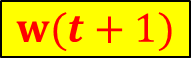 w(t + 1)